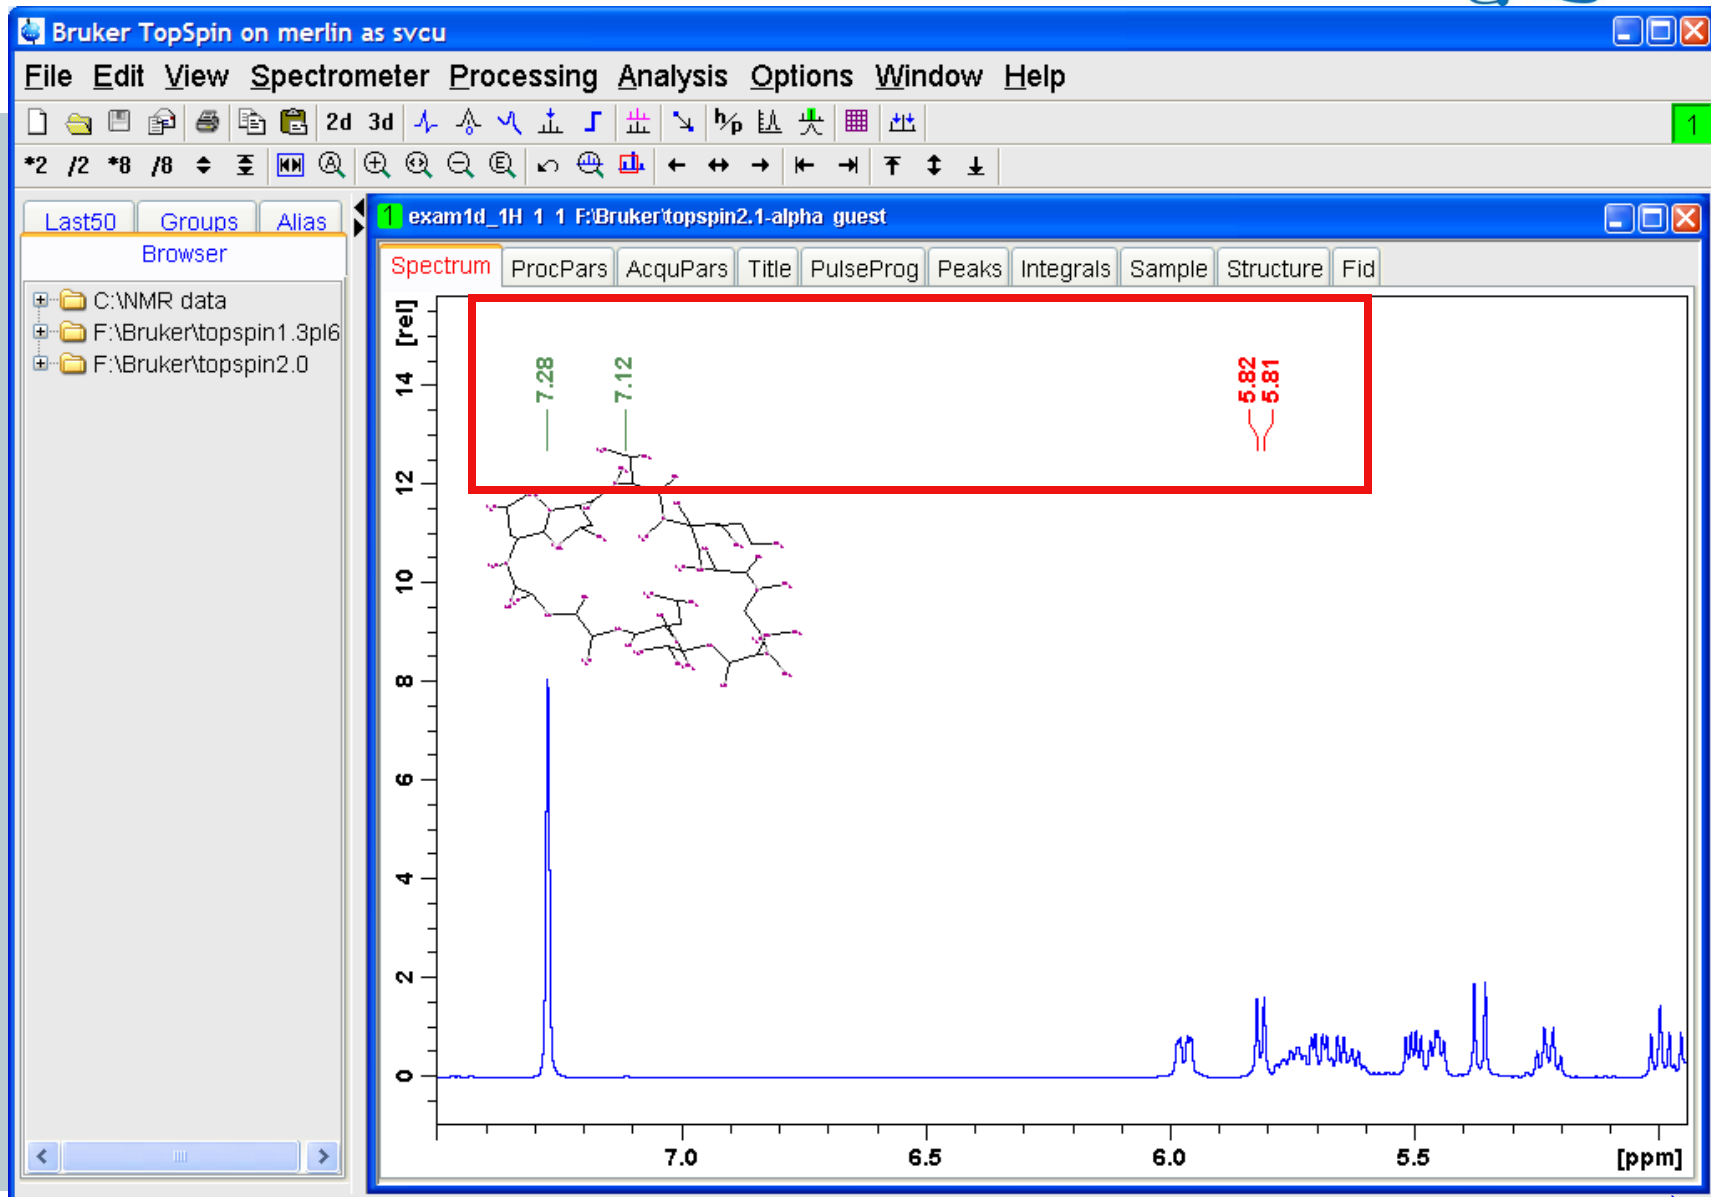 Bruker TopSpin on merlin as svcu
File Edit View Spectrometer Processing Analysis Options Window Help
2d 3d h/p 1
*2 /2 *8 /8
Last50 Groups Alias
Browser
C:\NMR data
F:\Bruker\topspin1.3pl6
F:\Bruker\topspin2.0
1 exam1d_1H 1 1 F:\Bruker\topspin2.1-alpha guest
Spectrum ProcPars AcquPars Title PulseProg Peaks Integrals Sample Structure Fid
[rel]
7.28
7.12
5.82
5.81
14
12
10
8
6
4
2
0
7.0 6.5 6.0 5.5 [ppm]